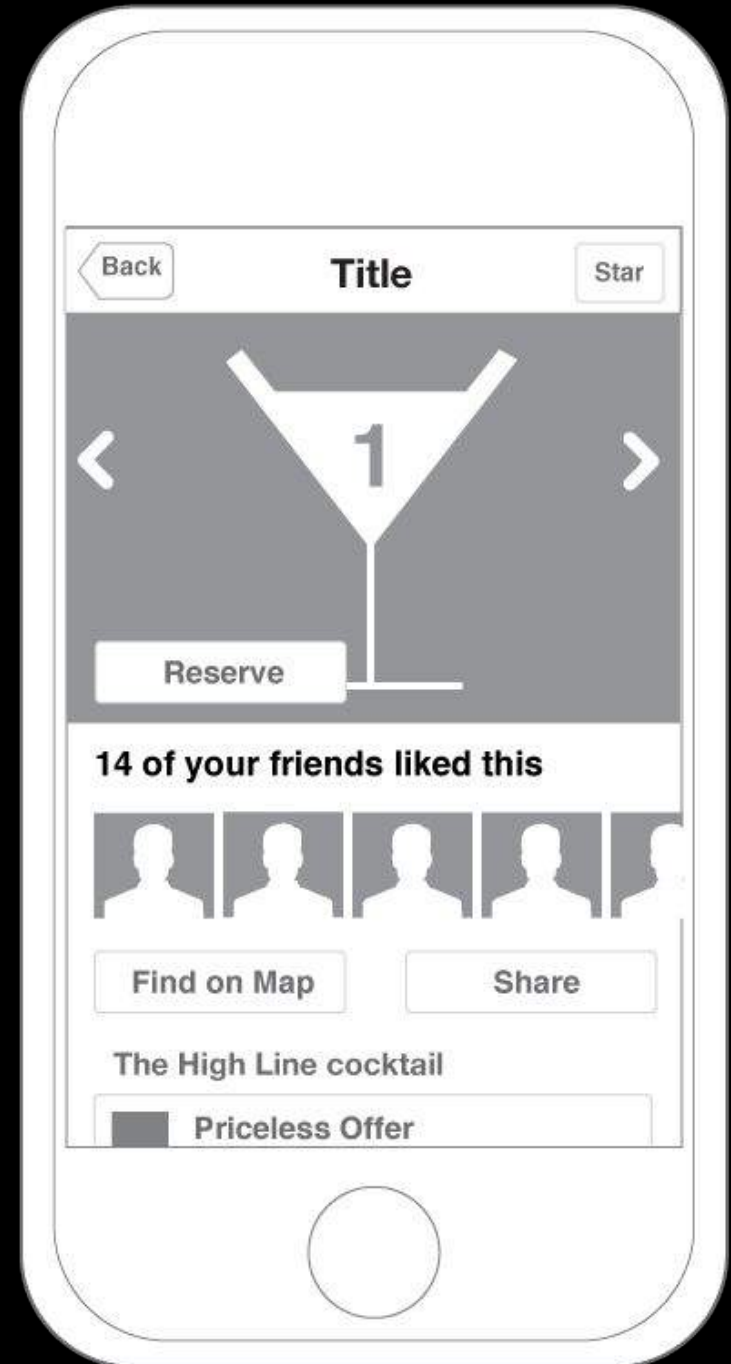 Back
Title
Star
1
Reserve
14 of your friends liked this
Find on Map
Share
The High Line cocktail
Priceless Offer